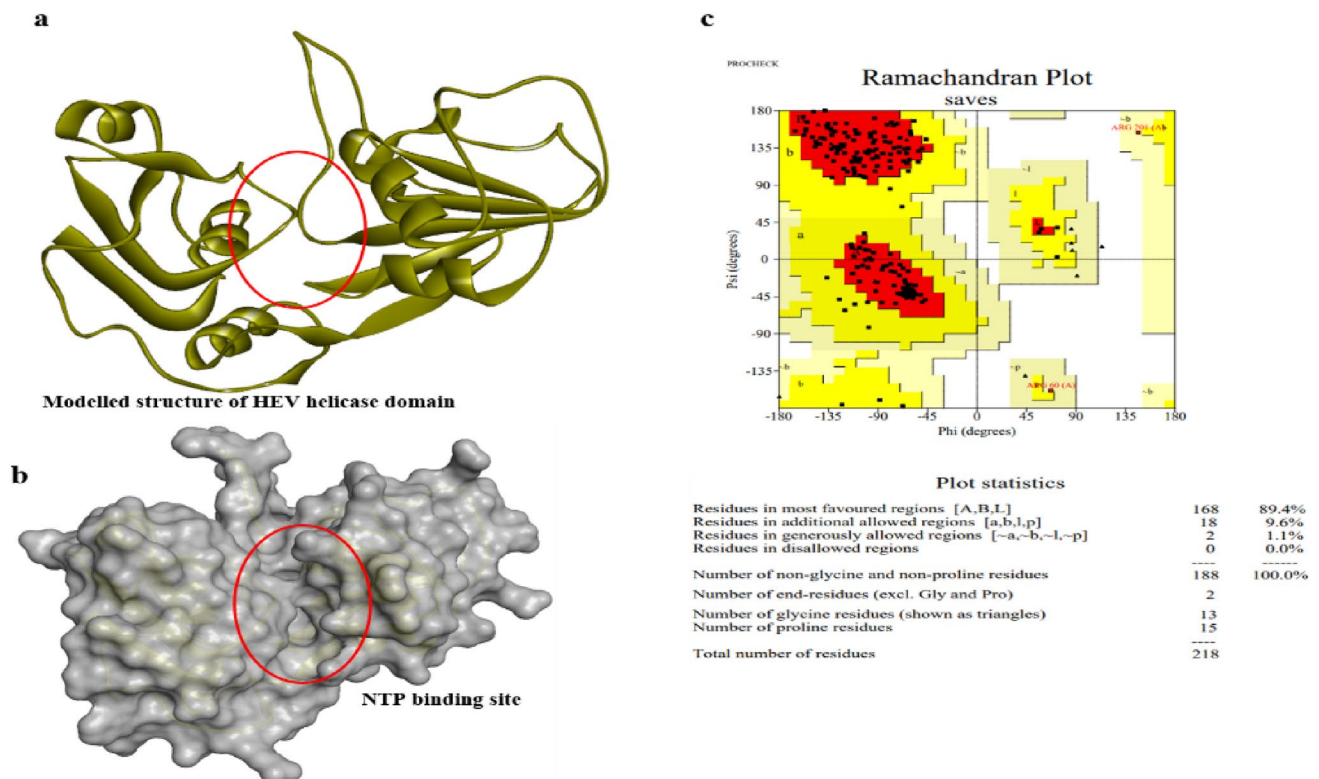 a
Modelled structure of HEV helicase domain
b
NTP binding site
c
PROCHECK
Ramachandran Plot
saves
Psi (degrees)
180
135
90
45
0
-45
-90
-135
-180
-180 -135 -90 -45 0 45 90 135 180
Phi (degrees)
B
b
~b
~b
b
ARG 201 (A)
~l
l
a
~a
~b
b
~p
ARG 60 (A)
~b
~b
Plot statistics
Residues in most favoured regions [A,B,L] 168 89.4%
Residues in additional allowed regions [a,b,l,p] 18 9.6%
Residues in generously allowed regions [~a,~b,~l,~p] 2 1.1%
Residues in disallowed regions 0 0.0%
---- ------
Number of non-glycine and non-proline residues 188 100.0%
Number of end-residues (excl. Gly and Pro) 2
Number of glycine residues (shown as triangles) 13
Number of proline residues 15
----
Total number of residues 218